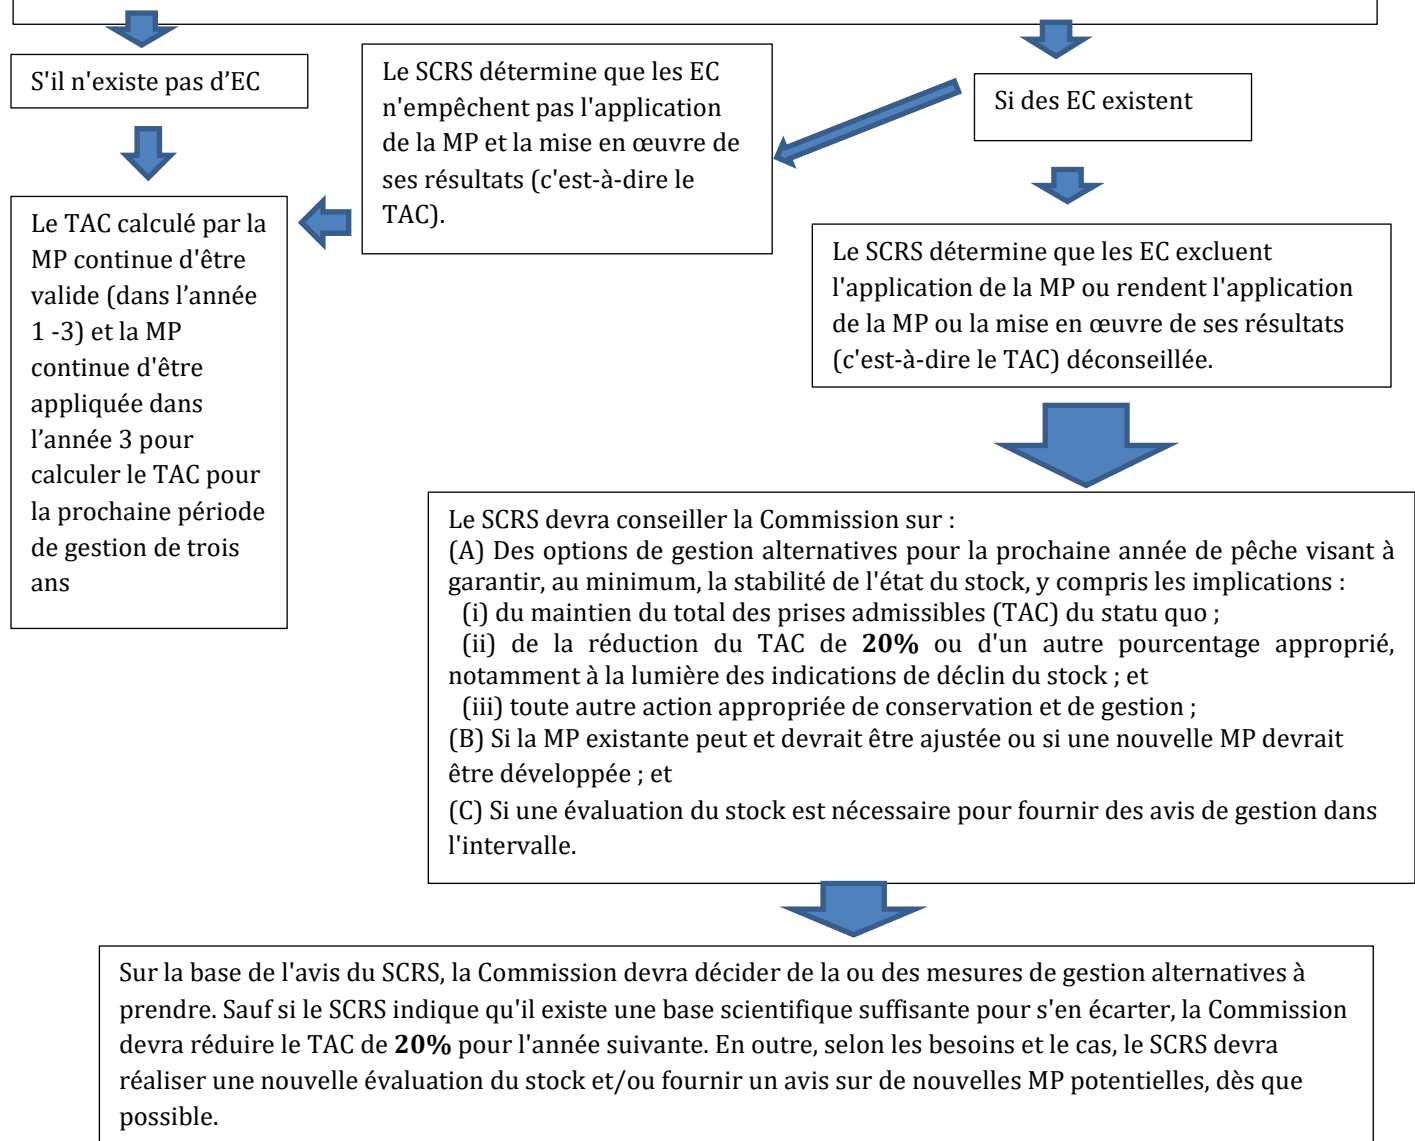 S'il n'existe pas d’EC
Le SCRS détermine que les EC
n'empêchent pas l'application
de la MP et la mise en œuvre de
ses résultats (c'est-à-dire le
TAC).
Si des EC existent
Le TAC calculé par la
MP continue d'être
valide (dans l’année
1 -3) et la MP
continue d'être
appliquée dans
l’année 3 pour
calculer le TAC pour
la prochaine période
de gestion de trois
ans
Le SCRS détermine que les EC excluent
l'application de la MP ou rendent l'application
de la MP ou la mise en œuvre de ses résultats
(c'est-à-dire le TAC) déconseillée.
Le SCRS devra conseiller la Commission sur :
(A) Des options de gestion alternatives pour la prochaine année de pêche visant à
garantir, au minimum, la stabilité de l'état du stock, y compris les implications :
(i) du maintien du total des prises admissibles (TAC) du statu quo ;
(ii) de la réduction du TAC de 20% ou d'un autre pourcentage approprié,
notamment à la lumière des indications de déclin du stock ; et
(iii) toute autre action appropriée de conservation et de gestion ;
(B) Si la MP existante peut et devrait être ajustée ou si une nouvelle MP devrait
être développée ; et
(C) Si une évaluation du stock est nécessaire pour fournir des avis de gestion dans
l'intervalle.
Sur la base de l'avis du SCRS, la Commission devra décider de la ou des mesures de gestion alternatives à
prendre. Sauf si le SCRS indique qu'il existe une base scientifique suffisante pour s'en écarter, la Commission
devra réduire le TAC de 20% pour l'année suivante. En outre, selon les besoins et le cas, le SCRS devra
réaliser une nouvelle évaluation du stock et/ou fournir un avis sur de nouvelles MP potentielles, dès que
possible.